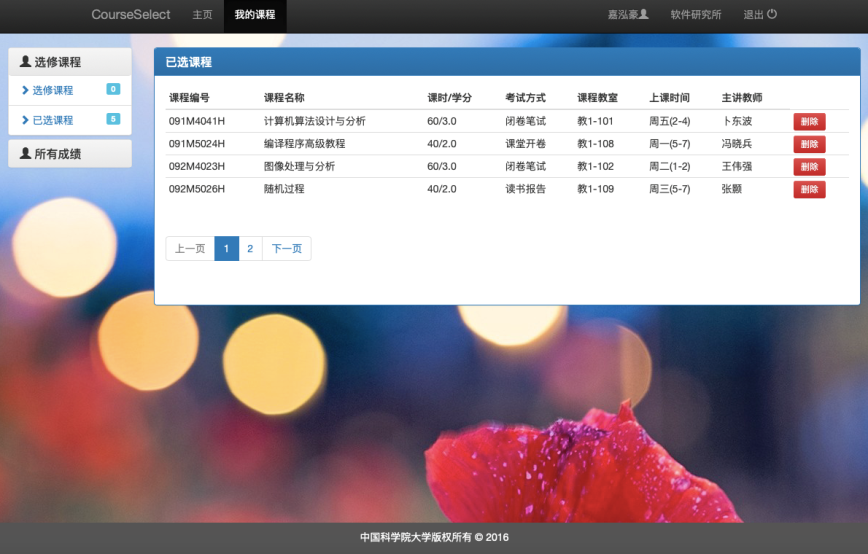 CourseSelect 主页 我的课程 嘉泓豪 软件研究所 退出
选修课程
选修课程 0
已选课程 5
所有成绩
已选课程
课程编号 课程名称 课时/学分 考试方式 课程教室 上课时间 主讲教师
091M4041H 计算机算法设计与分析 60/3.0 闭卷笔试 教1-101 周五(2-4) 卜东波 删除
091M5024H 编译程序高级教程 40/2.0 课堂开卷 教1-108 周一(5-7) 冯晓兵 删除
092M4023H 图像处理与分析 60/3.0 闭卷笔试 教1-102 周二(1-2) 王伟强 删除
092M5026H 随机过程 40/2.0 读书报告 教1-109 周三(5-7) 张颢 删除
上一页 1 2 下一页
中国科学院大学版权所有 © 2016